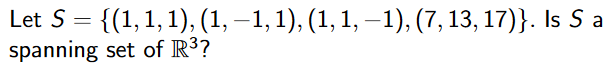 Let S = {(1, 1, 1), (1, −1, 1), (1, 1, −1), (7, 13, 17)}. Is S a
spanning set of ℝ³?